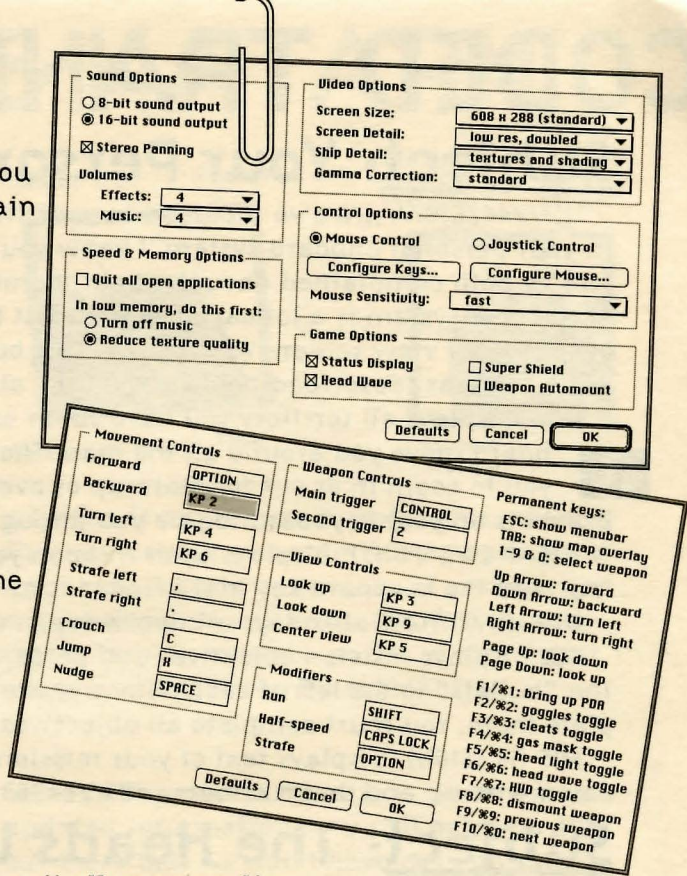 Sound Options
8-bit sound output
16-bit sound output
Stereo Panning
Volumes
Effects: 4
Music: 4
Speed & Memory Options
Quit all open applications
In low memory, do this first:
Turn off music
Reduce texture quality
Video Options
Screen Size: 608 x 288 (standard)
Screen Detail: low res, doubled
Ship Detail: textures and shading
Gamma Correction: standard
Control Options
Mouse Control Joystick Control
Configure Keys... Configure Mouse...
Mouse Sensitivity: fast
Game Options
Status Display Super Shield
Head Wave Weapon Automount
Defaults Cancel OK
ou
ain
ne
Movement Controls
Forward OPTION
Backward KP 2
Turn left KP 4
Turn right KP 6
Strafe left ,
Strafe right .
Crouch C
Jump X
Nudge SPACE
Weapon Controls
Main trigger CONTROL
Second trigger 2
View Controls
Look up KP 3
Look down KP 9
Center view KP 5
Modifiers
Run SHIFT
Half-speed CAPS LOCK
Strafe OPTION
Defaults Cancel OK
Permanent keys:
ESC: show menubar
TAB: show map overlay
1-9 & 0: select weapon
Up Arrow: forward
Down Arrow: backward
Left Arrow: turn left
Right Arrow: turn right
Page Up: look down
Page Down: look up
F1/⌘1: bring up PDA
F2/⌘2: goggles toggle
F3/⌘3: cleats toggle
F4/⌘4: gas mask toggle
F5/⌘5: head light toggle
F6/⌘6: head wave toggle
F7/⌘7: HUD toggle
F8/⌘8: dismount weapon
F9/⌘9: previous weapon
F10/⌘0: next weapon